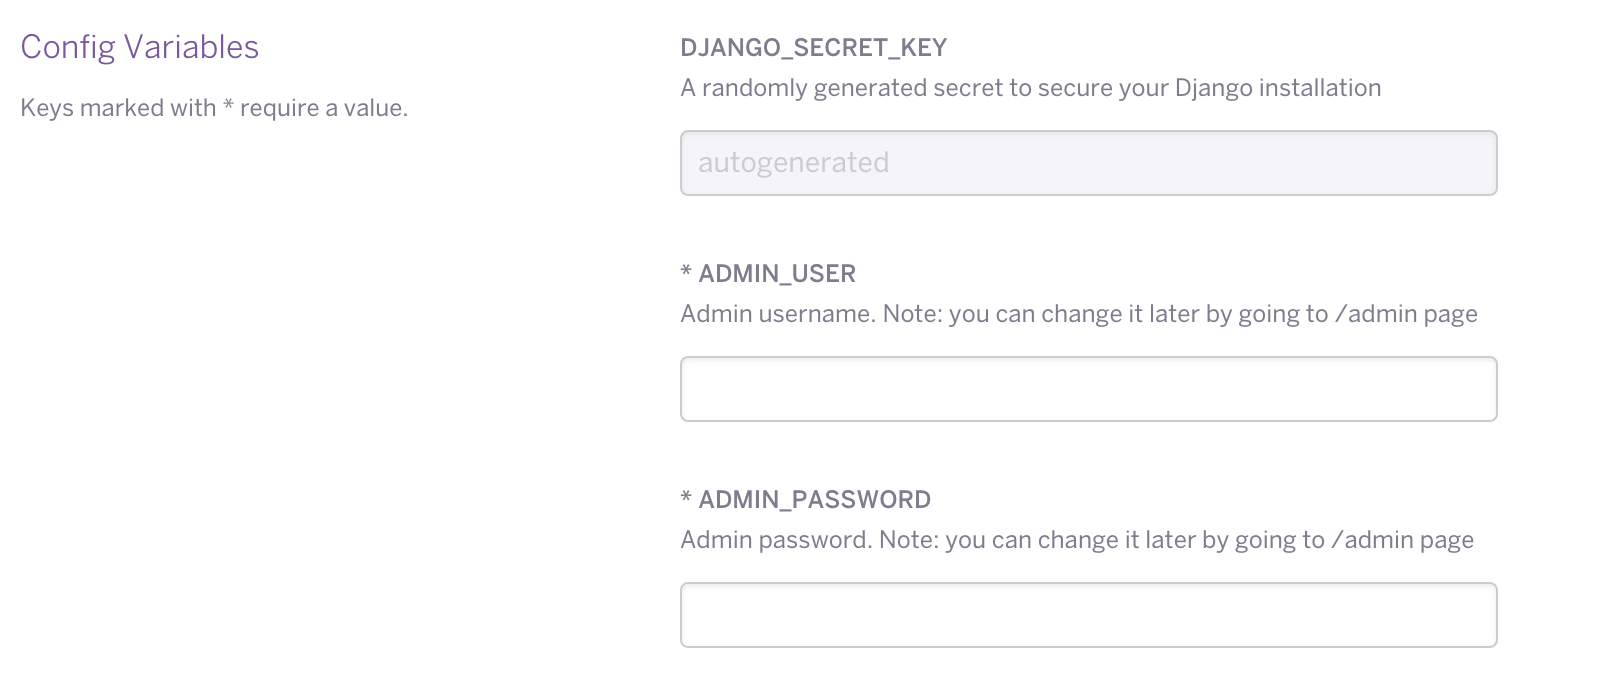 Config Variables
Keys marked with * require a value.
DJANGO_SECRET_KEY
A randomly generated secret to secure your Django installation
autogenerated
* ADMIN_USER
Admin username. Note: you can change it later by going to /admin page
* ADMIN_PASSWORD
Admin password. Note: you can change it later by going to /admin page